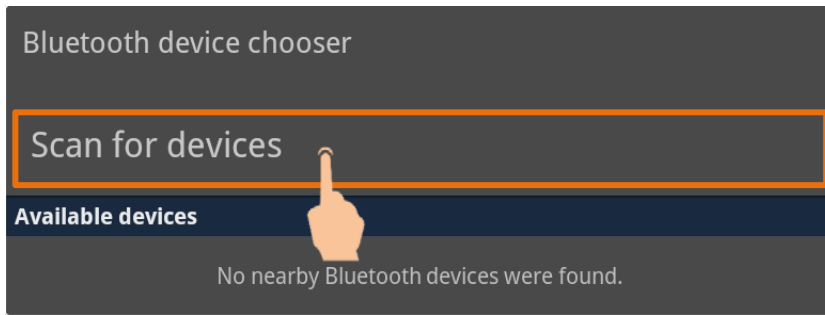 Bluetooth device chooser
Scan for devices
Available devices
No nearby Bluetooth devices were found.